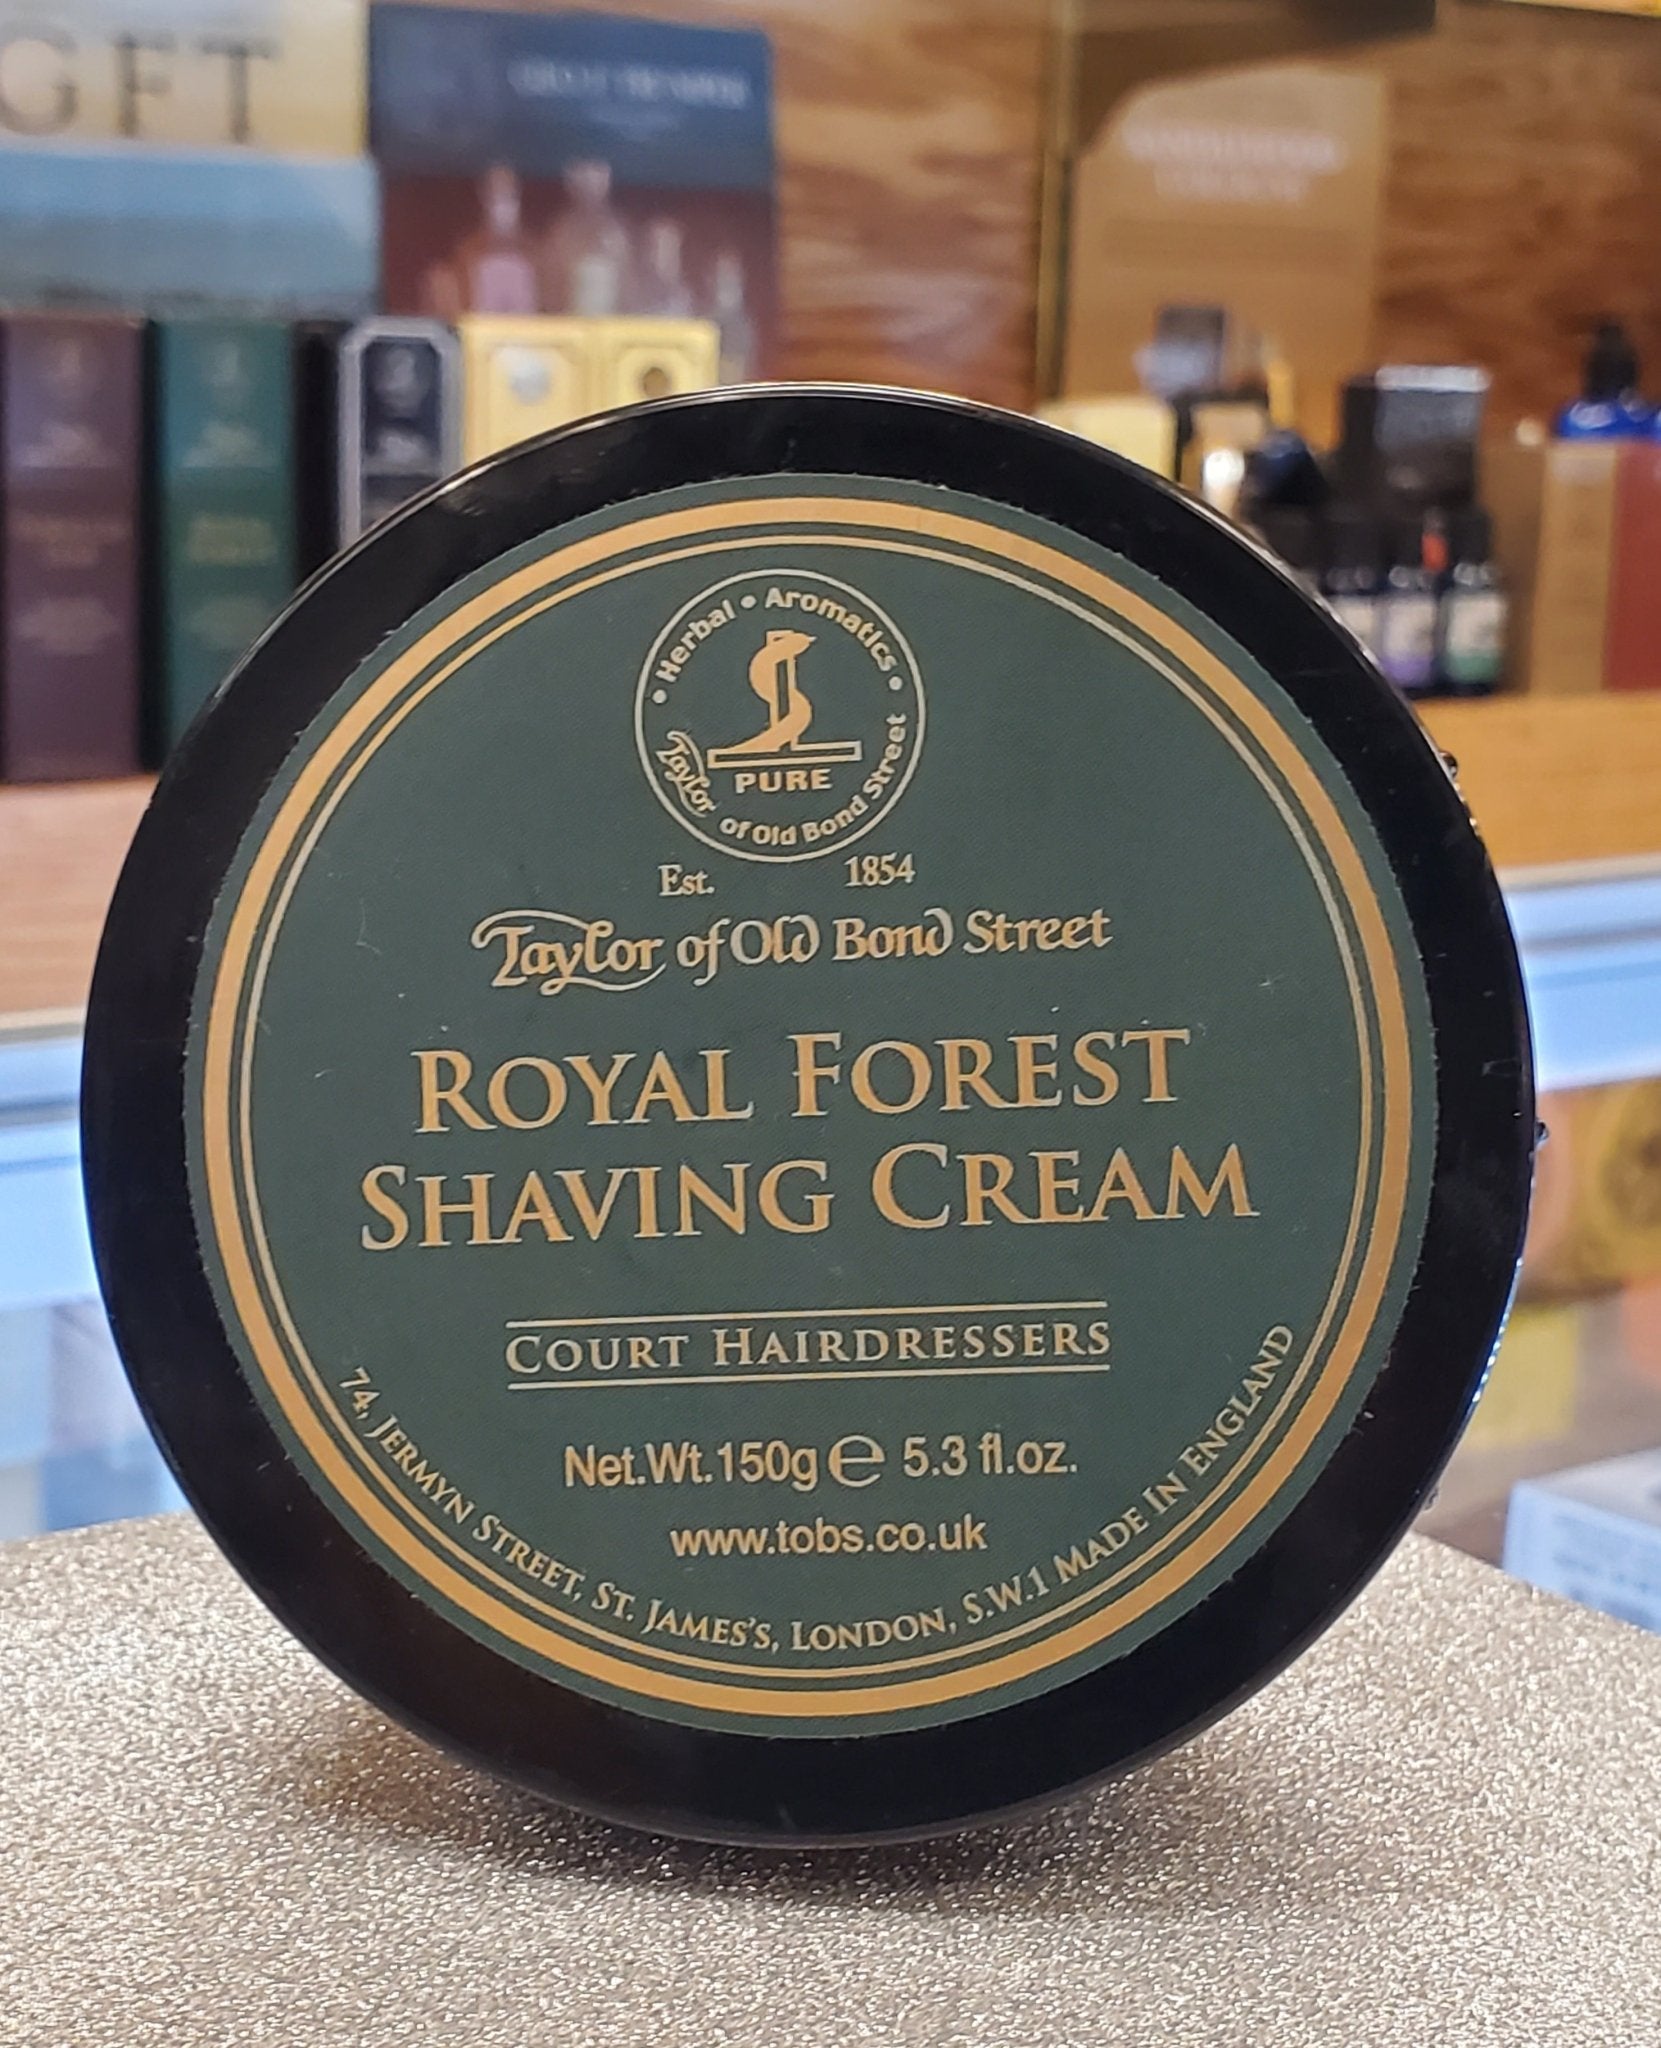 GFT
Herbal • Aromatics
PURE
Taylor of Old Bond Street
Est. 1854
Taylor of Old Bond Street
ROYAL FOREST
SHAVING CREAM
COURT HAIRDRESSERS
Net.Wt.150g e 5.3 fl.oz.
www.tobs.co.uk
74, JERMYN STREET, ST. JAMES'S, LONDON, S.W.1 MADE IN ENGLAND